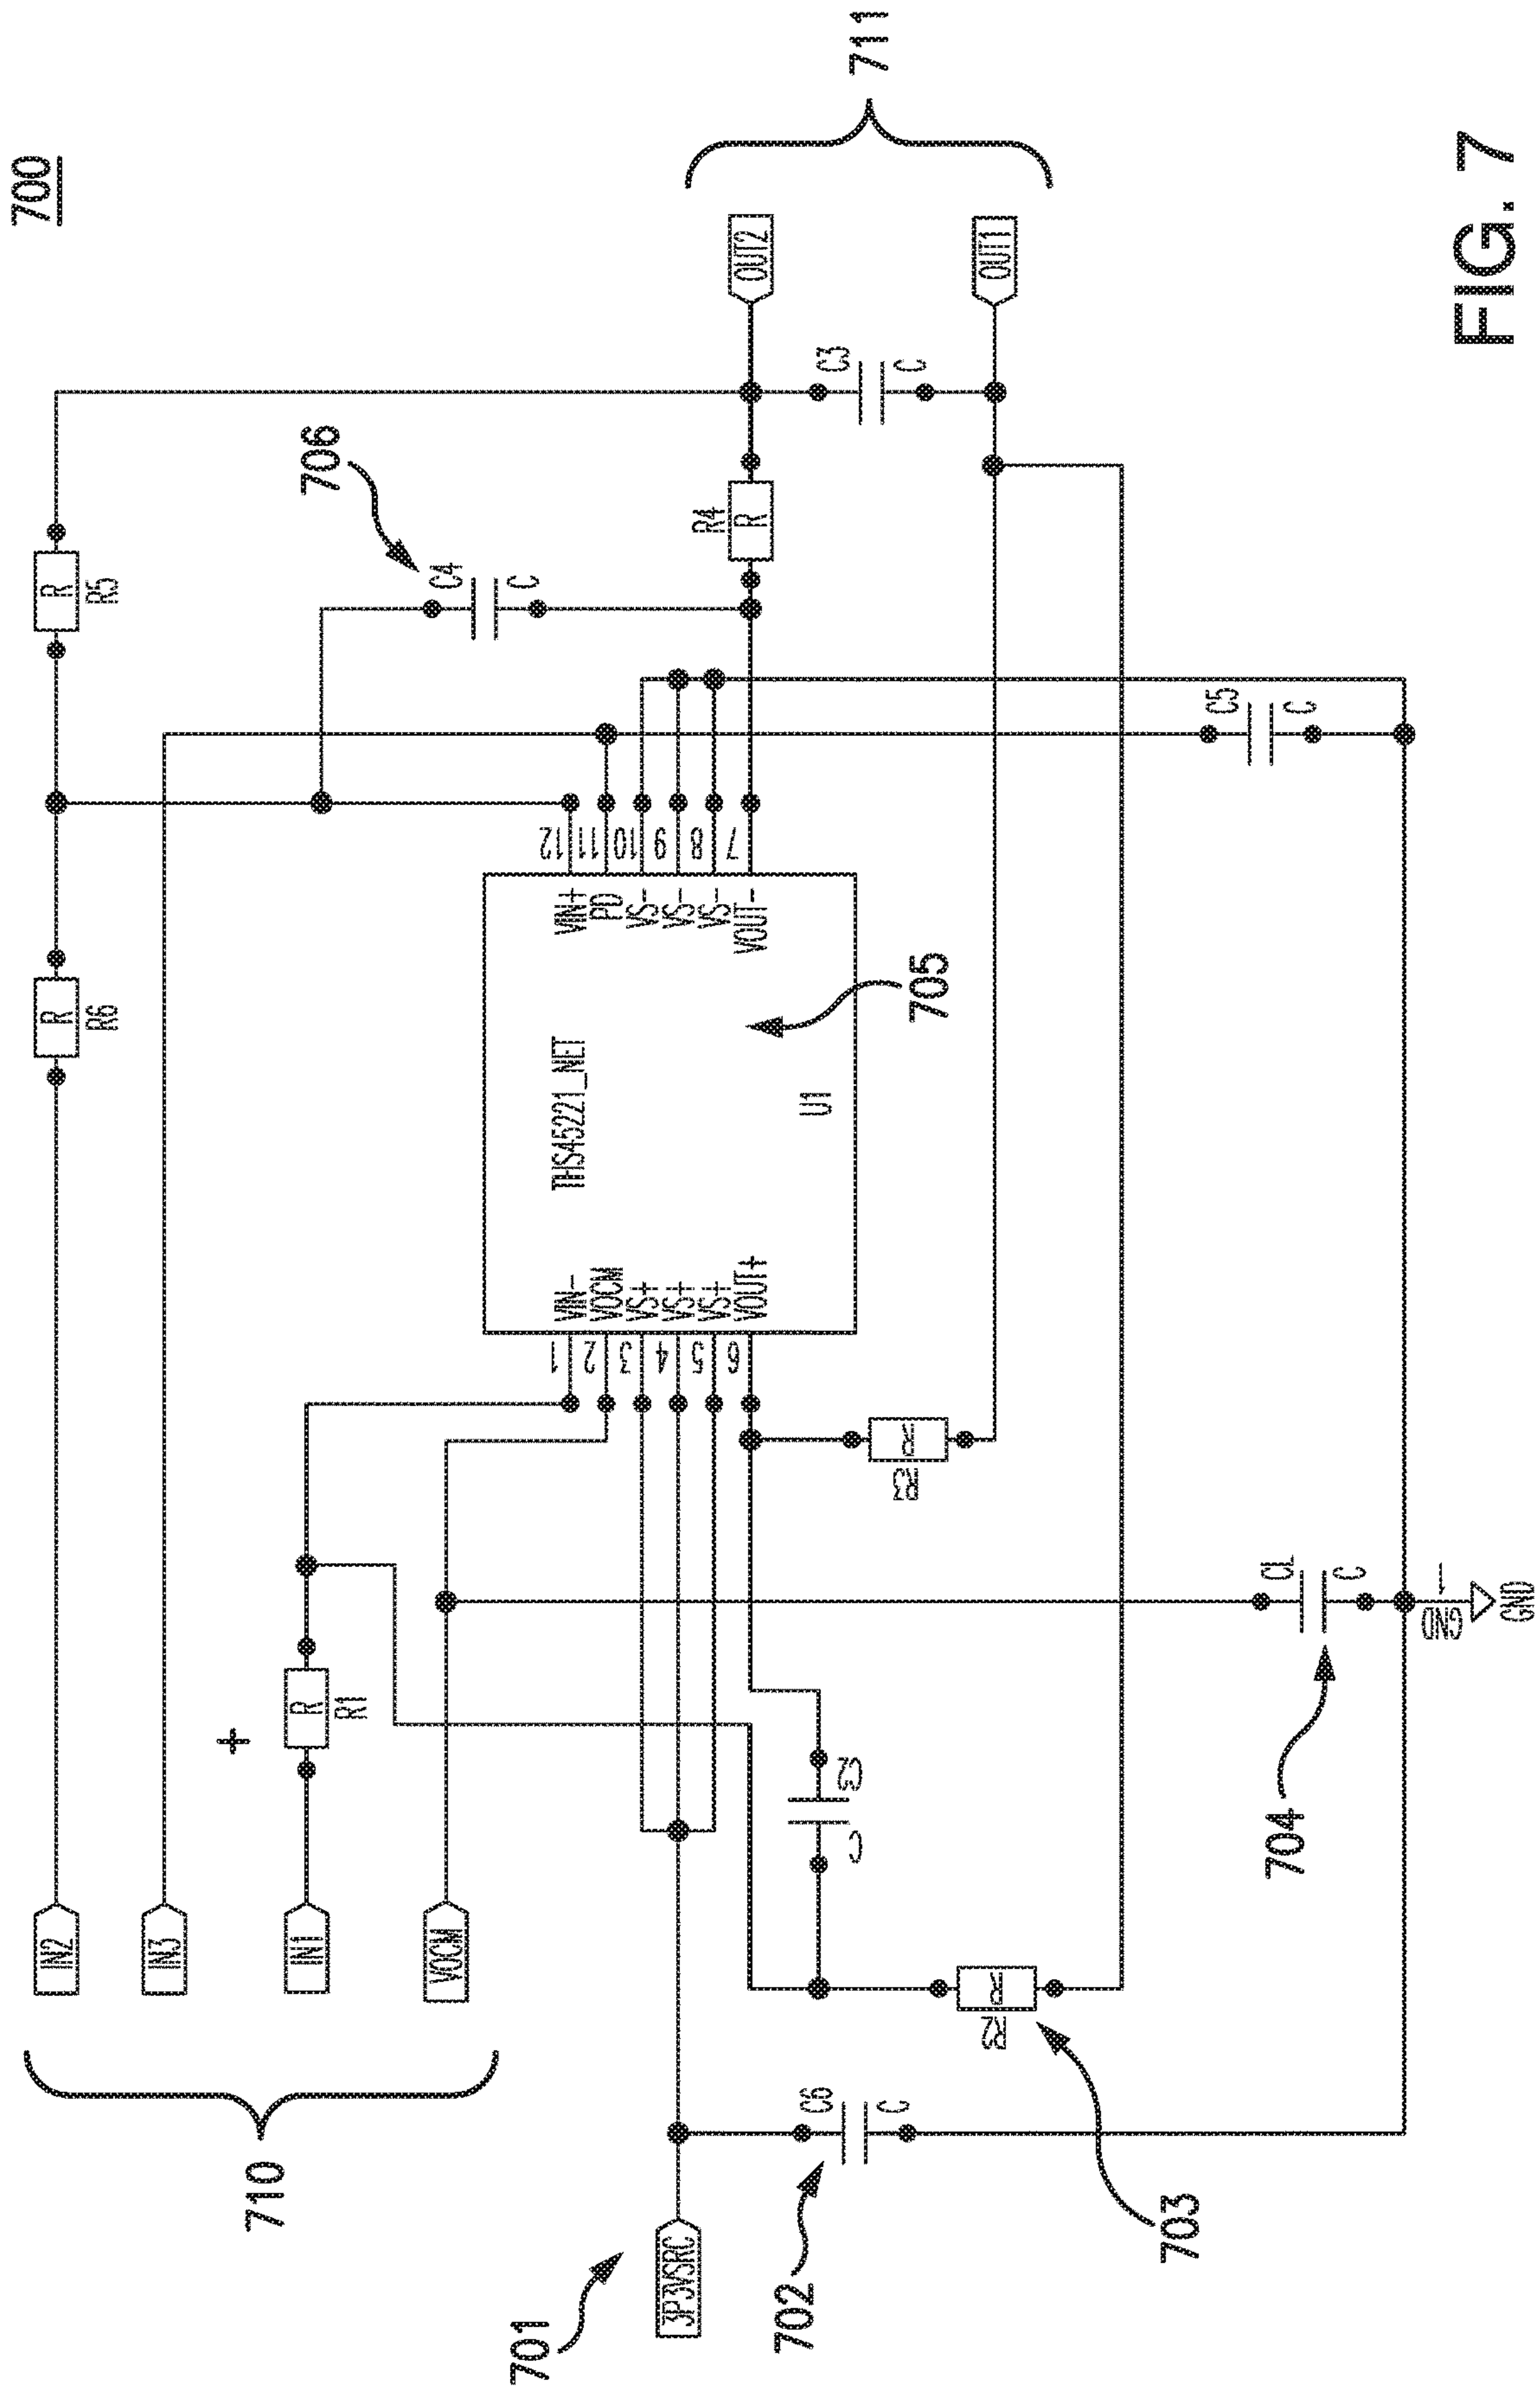 700
IN2
R
R6
R
R5
IN3
+
IN1
R
R1
VOCM
C4
C
706
710
THS45221_NET
U1
705
1
VIN-
2
VOCM
3
VS+
4
VS+
5
VS+
6
VOUT+
VIN+
12
PD
11
VS-
10
VS-
9
VS-
8
VOUT-
7
R4
R
OUT2
C3
C
OUT1
711
701
3P3VSRC
702
C6
C
C2
C
R3
R
R2
R
703
704
CL
C
C5
C
GND
1
GND
FIG. 7